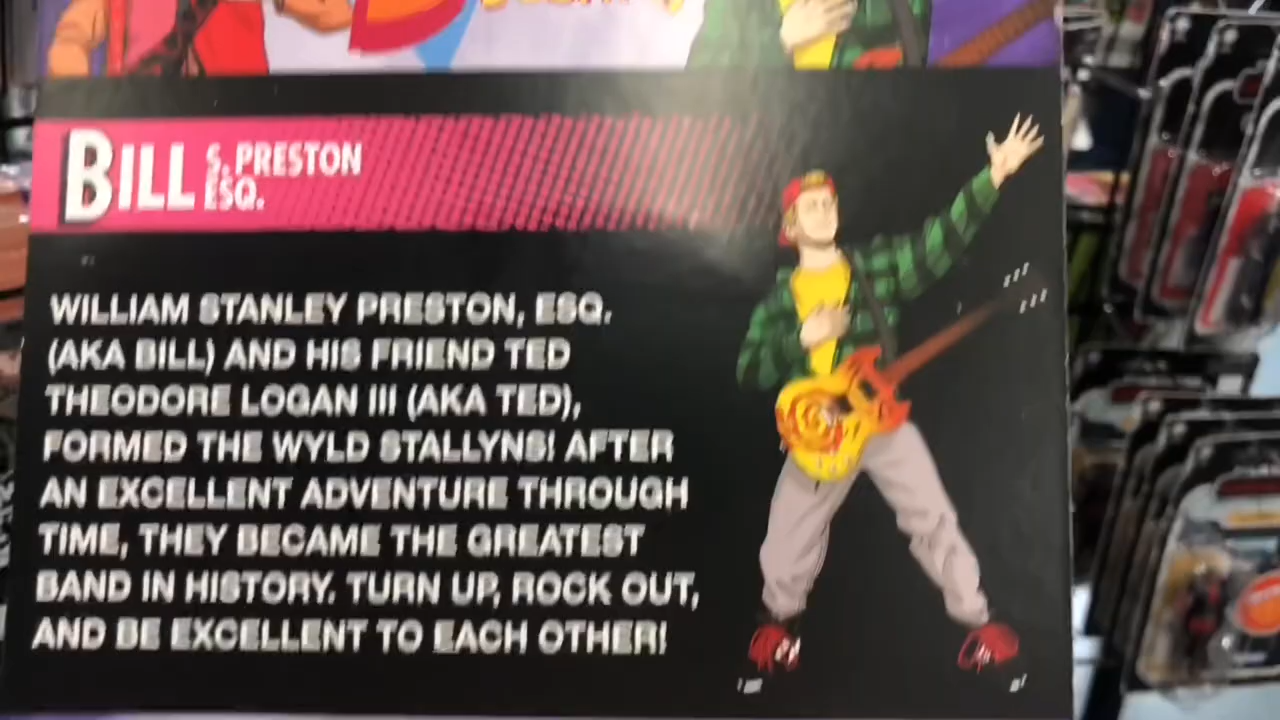 BILL S. PRESTON
ESQ.
WILLIAM STANLEY PRESTON, ESQ.
(AKA BILL) AND HIS FRIEND TED
THEODORE LOGAN III (AKA TED),
FORMED THE WYLD STALLYNS! AFTER
AN EXCELLENT ADVENTURE THROUGH
TIME, THEY BECAME THE GREATEST
BAND IN HISTORY. TURN UP, ROCK OUT,
AND BE EXCELLENT TO EACH OTHER!